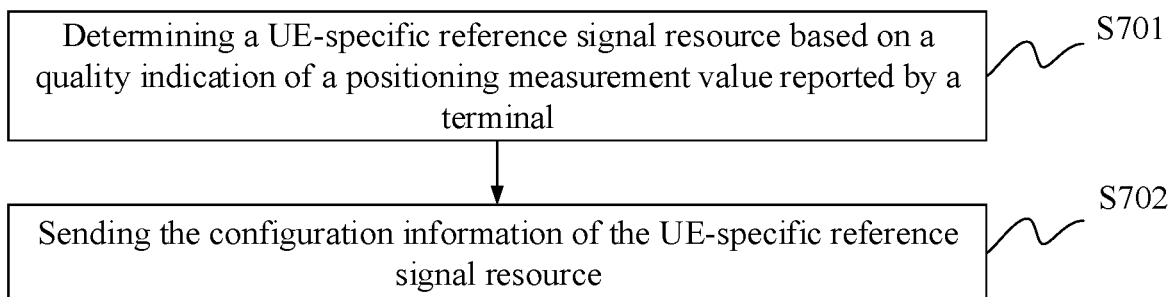 Determining a UE-specific reference signal resource based on a
quality indication of a positioning measurement value reported by a
terminal
S701
Sending the configuration information of the UE-specific reference
signal resource
S702